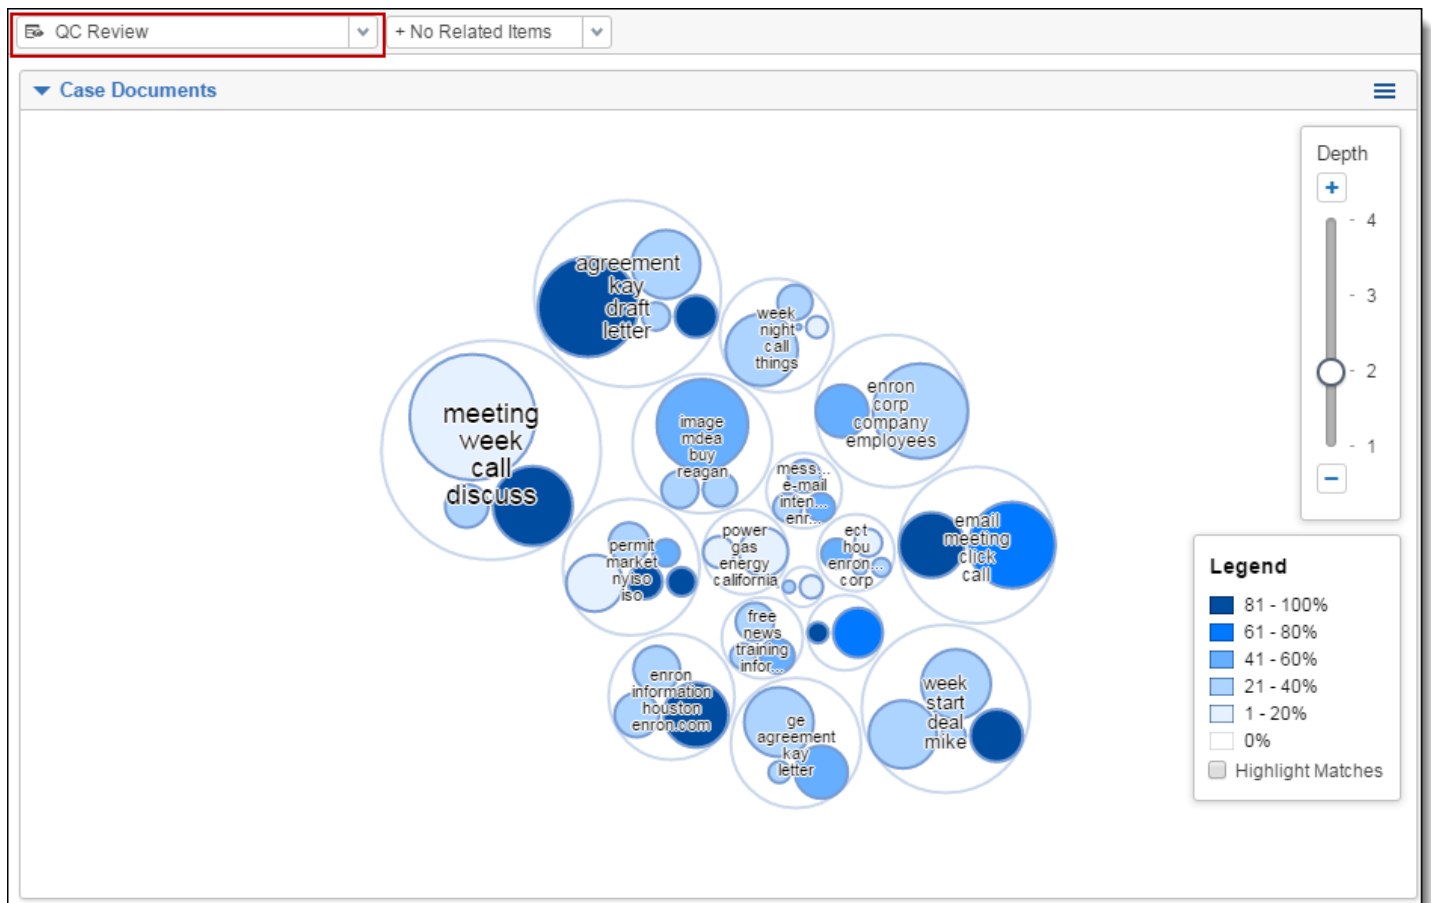 QC Review
+ No Related Items
Case Documents
Depth
+
4
3
2
1
−
agreement
kay
draft
letter
week
night
call
things
enron
corp
company
employees
meeting
week
call
discuss
image
mdea
buy
reagan
mess...
e-mail
inten...
enr...
email
meeting
click
call
permit
market
nyiso
iso
power
gas
energy
california
ect
hou
enron...
corp
free
news
training
infor...
enron
information
houston
enron.com
ge
agreement
kay
letter
week
start
deal
mike
Legend
81 - 100%
61 - 80%
41 - 60%
21 - 40%
1 - 20%
0%
Highlight Matches